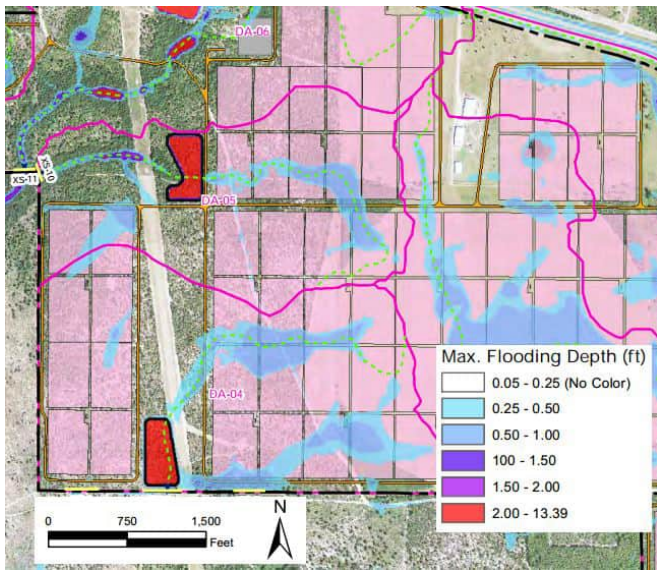 DA-06
XS-10
XS-11
DA-05
DA-04
Max. Flooding Depth (ft)
0.05 - 0.25 (No Color)
0.25 - 0.50
0.50 - 1.00
100 - 1.50
1.50 - 2.00
2.00 - 13.39
0 750 1,500
Feet
N